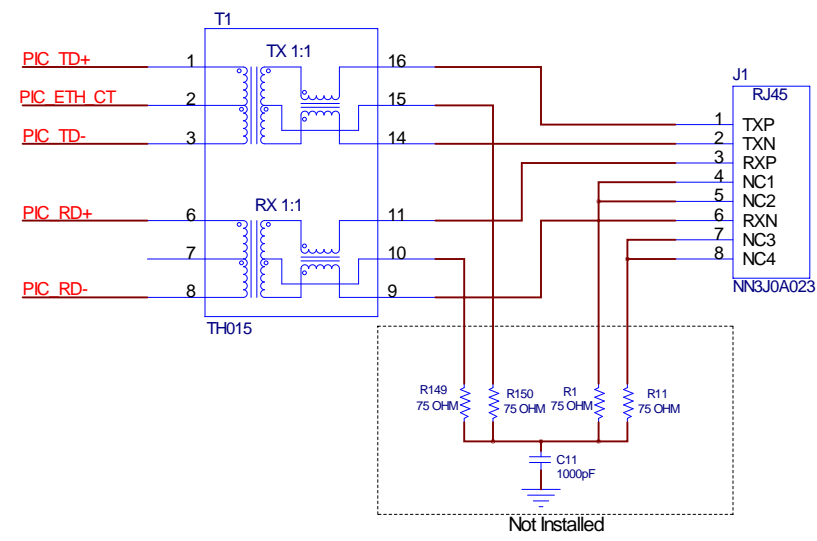 T1
TX 1:1
PIC_TD+
1
16
PIC_ETH_CT
2
15
PIC_TD-
3
14
RX 1:1
PIC_RD+
6
11
7
10
PIC_RD-
8
9
TH015
J1
RJ45
1 TXP
2 TXN
3 RXP
4 NC1
5 NC2
6 RXN
7 NC3
8 NC4
NN3J0A023
R149
75 OHM
R150
75 OHM
R1
75 OHM
R11
75 OHM
C11
1000pF
Not Installed